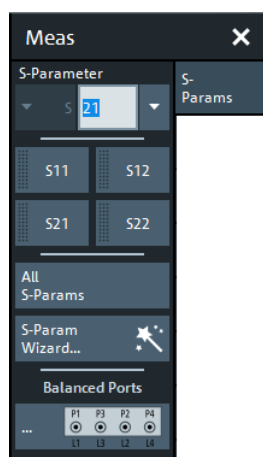 Meas
S-Parameter
S 21
S-
Params
S11 S12
S21 S22
All
S-Params
S-Param
Wizard...
Balanced Ports
P1 P3 P2 P4
...
L1 L3 L2 L4